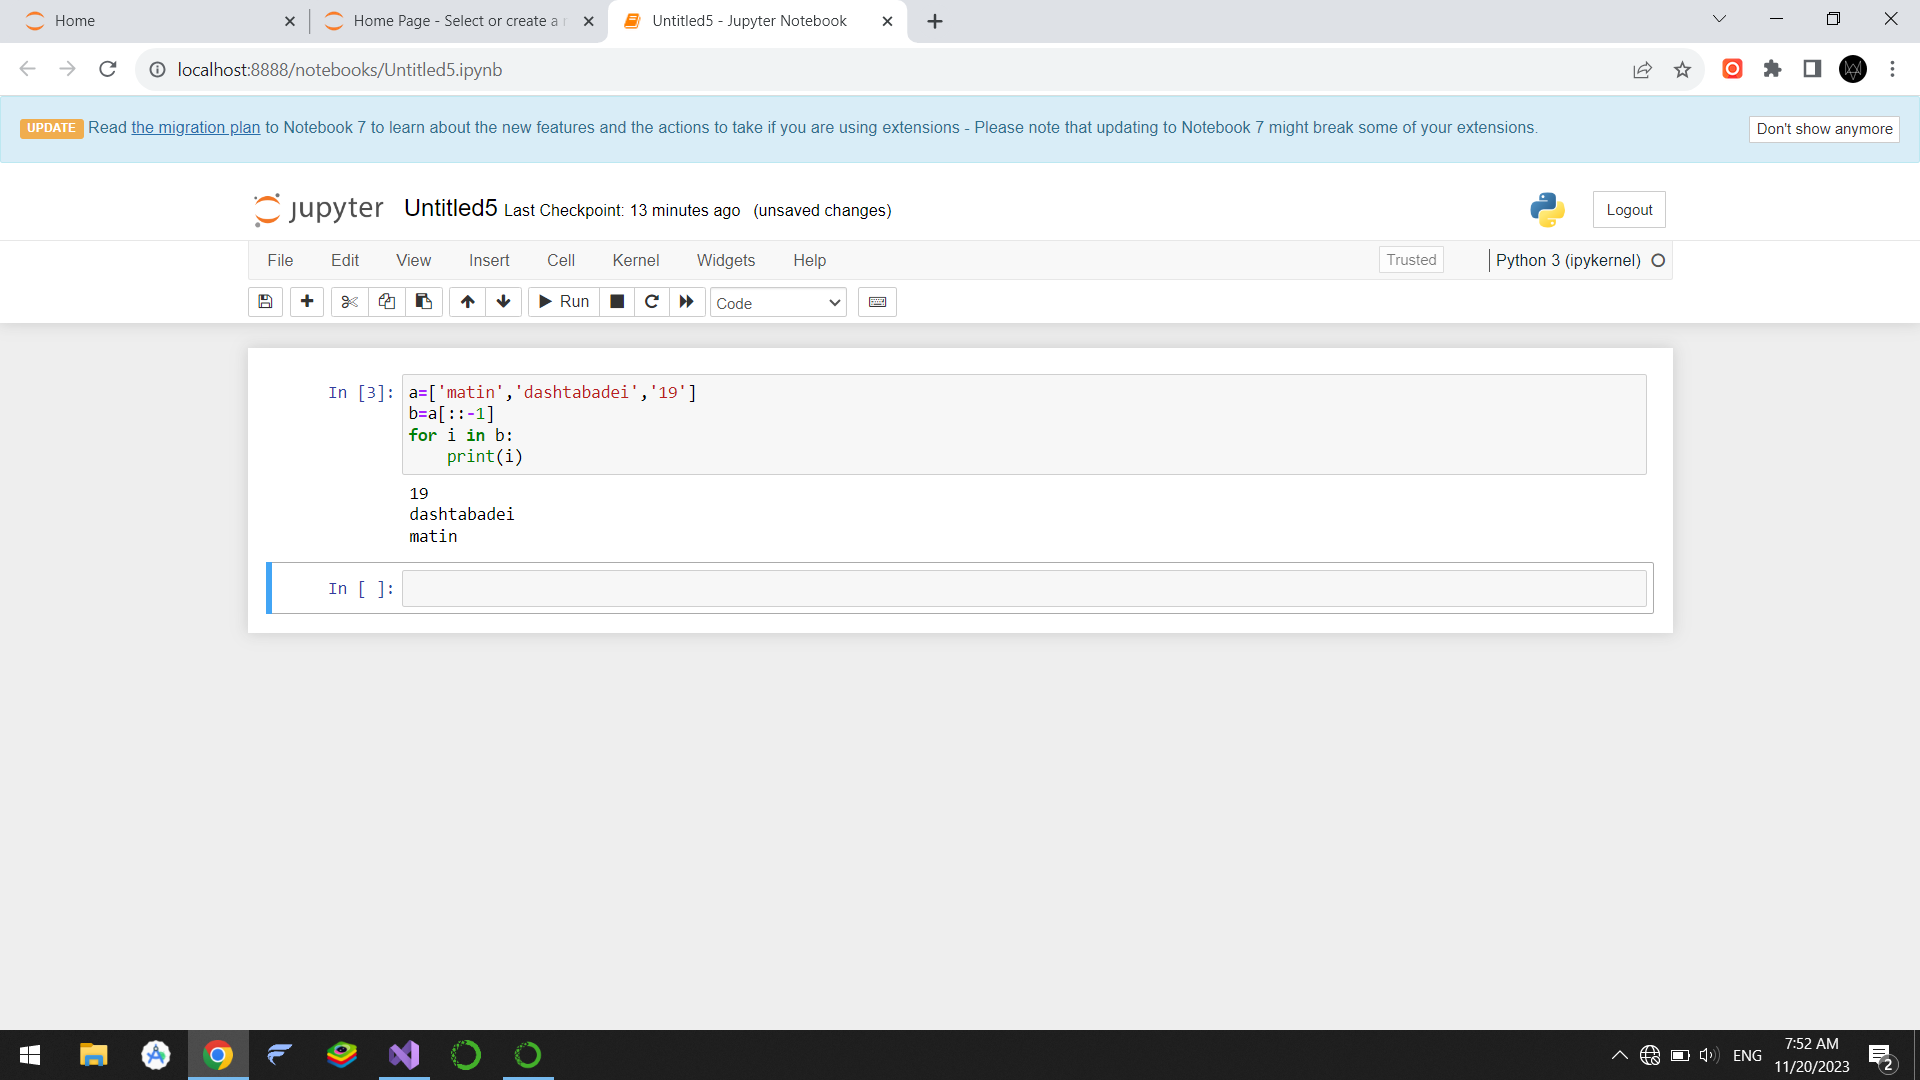 Home
Home Page - Select or create a n
Untitled5 - Jupyter Notebook
localhost:8888/notebooks/Untitled5.ipynb
UPDATE Read the migration plan to Notebook 7 to learn about the new features and the actions to take if you are using extensions - Please note that updating to Notebook 7 might break some of your extensions.
Don't show anymore
jupyter Untitled5 Last Checkpoint: 13 minutes ago (unsaved changes)
Logout
File Edit View Insert Cell Kernel Widgets Help
Trusted
Python 3 (ipykernel)
Run
Code
In [3]: a=['matin','dashtabadei','19']
b=a[::-1]
for i in b:
    print(i)
19
dashtabadei
matin
In [ ]:
ENG
7:52 AM
11/20/2023
2